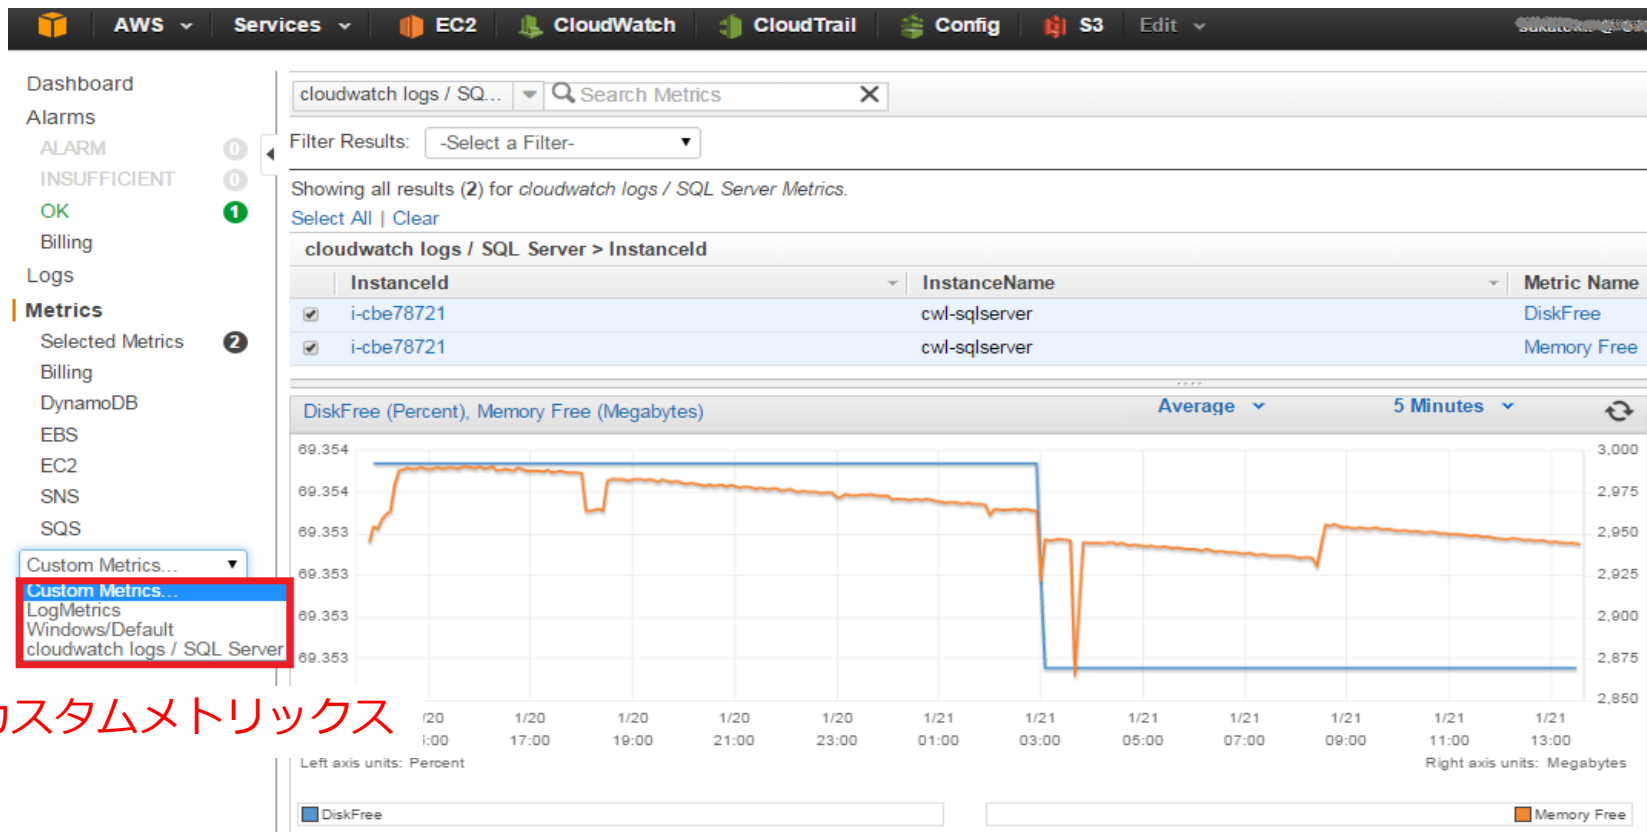 AWS Services EC2 CloudWatch CloudTrail Config S3 Edit
Dashboard
Alarms
ALARM 0
INSUFFICIENT 0
OK 1
Billing
Logs
Metrics
Selected Metrics 2
Billing
DynamoDB
EBS
EC2
SNS
SQS
Custom Metrics...
Custom Metrics...
LogMetrics
Windows/Default
cloudwatch logs / SQL Server
カスタムメトリックス
cloudwatch logs / SQ... Search Metrics
Filter Results: -Select a Filter-
Showing all results (2) for cloudwatch logs / SQL Server Metrics.
Select All | Clear
cloudwatch logs / SQL Server > InstanceId
InstanceId InstanceName Metric Name
i-cbe78721 cwl-sqlserver DiskFree
i-cbe78721 cwl-sqlserver Memory Free
DiskFree (Percent), Memory Free (Megabytes) Average 5 Minutes
69.354 3,000
69.354 2,975
69.353 2,950
69.353 2,925
69.353 2,900
69.353 2,875
2,850
/20 1/20 1/20 1/20 1/20 1/21 1/21 1/21 1/21 1/21 1/21 1/21
:00 17:00 19:00 21:00 23:00 01:00 03:00 05:00 07:00 09:00 11:00 13:00
Left axis units: Percent Right axis units: Megabytes
DiskFree Memory Free